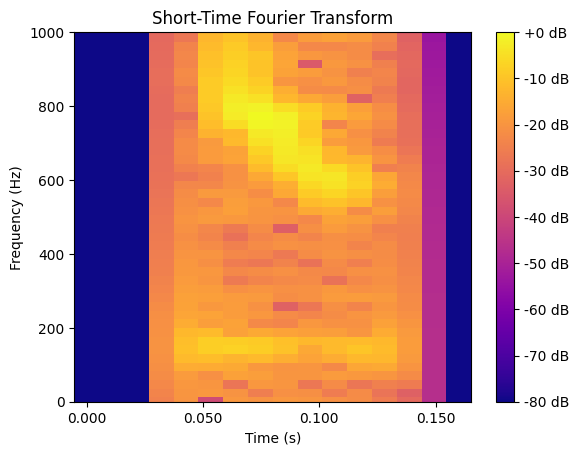 Short-Time Fourier Transform
Frequency (Hz)
1000
800
600
400
200
0
0.000 0.050 0.100 0.150
Time (s)
+0 dB
-10 dB
-20 dB
-30 dB
-40 dB
-50 dB
-60 dB
-70 dB
-80 dB